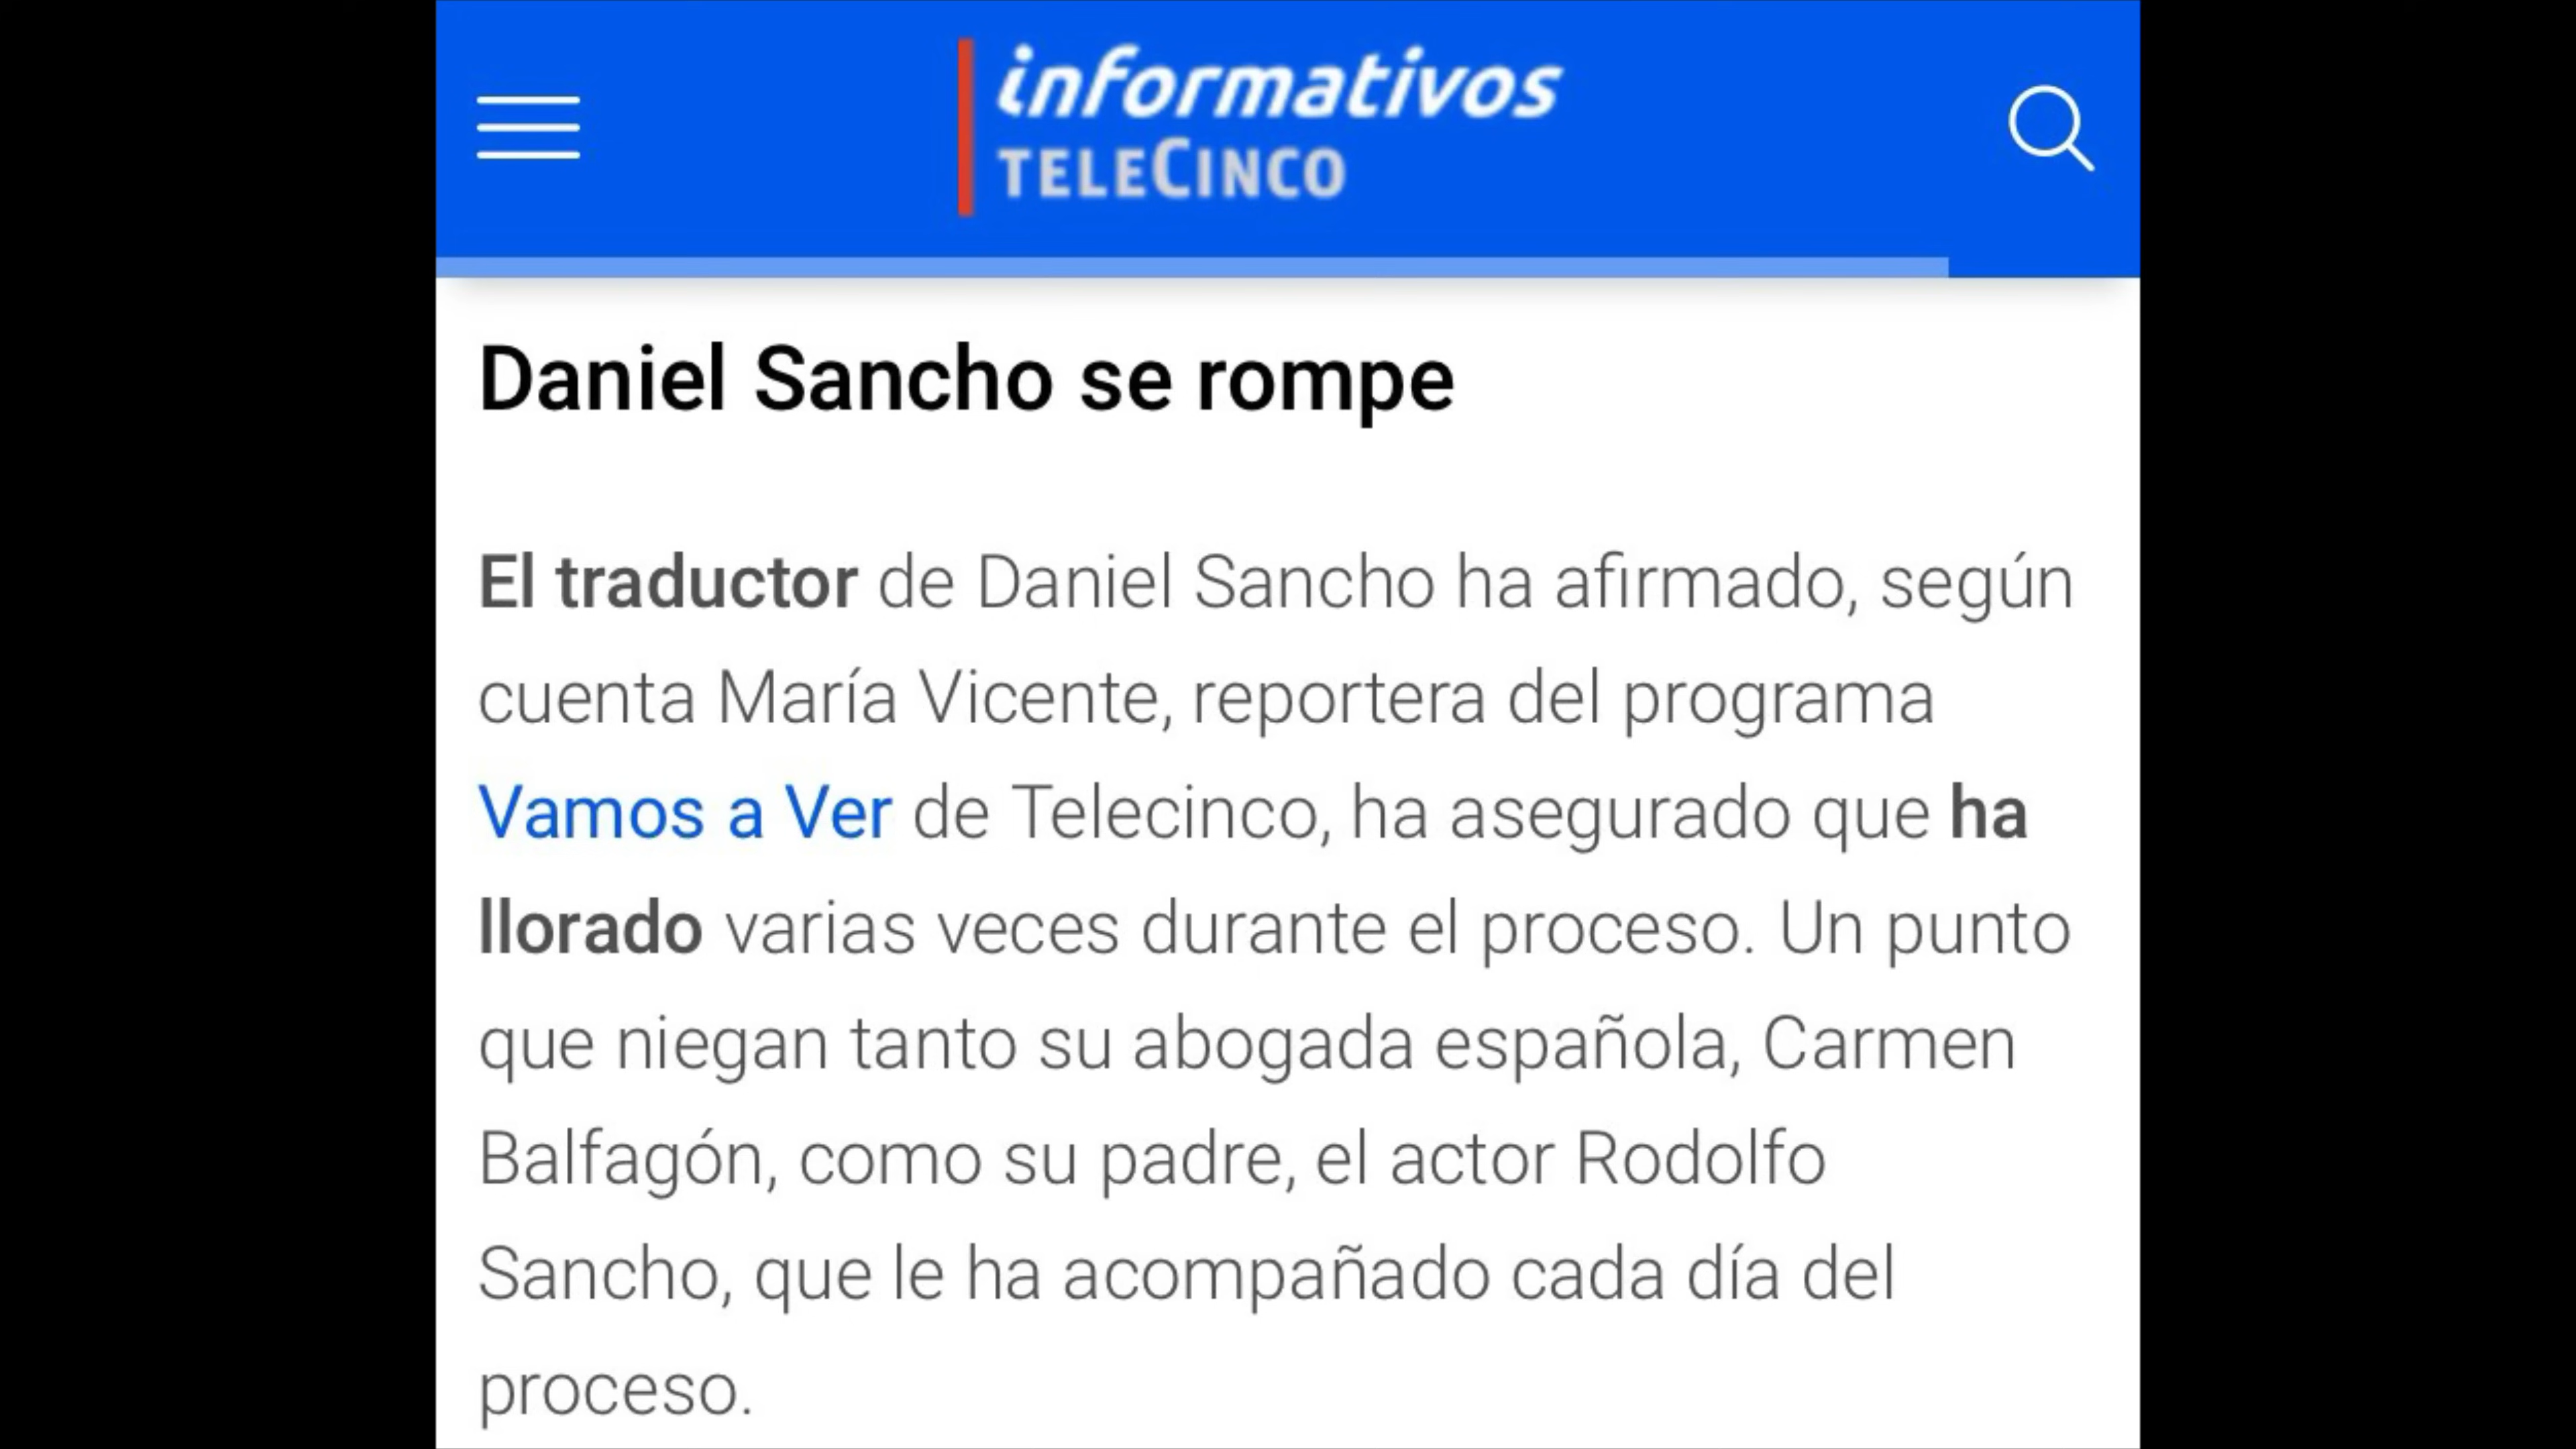 informativos
TELECINCO
Daniel Sancho se rompe
El traductor de Daniel Sancho ha afirmado, según
cuenta María Vicente, reportera del programa
Vamos a Ver de Telecinco, ha asegurado que ha
llorado varias veces durante el proceso. Un punto
que niegan tanto su abogada española, Carmen
Balfagón, como su padre, el actor Rodolfo
Sancho, que le ha acompañado cada día del
proceso.